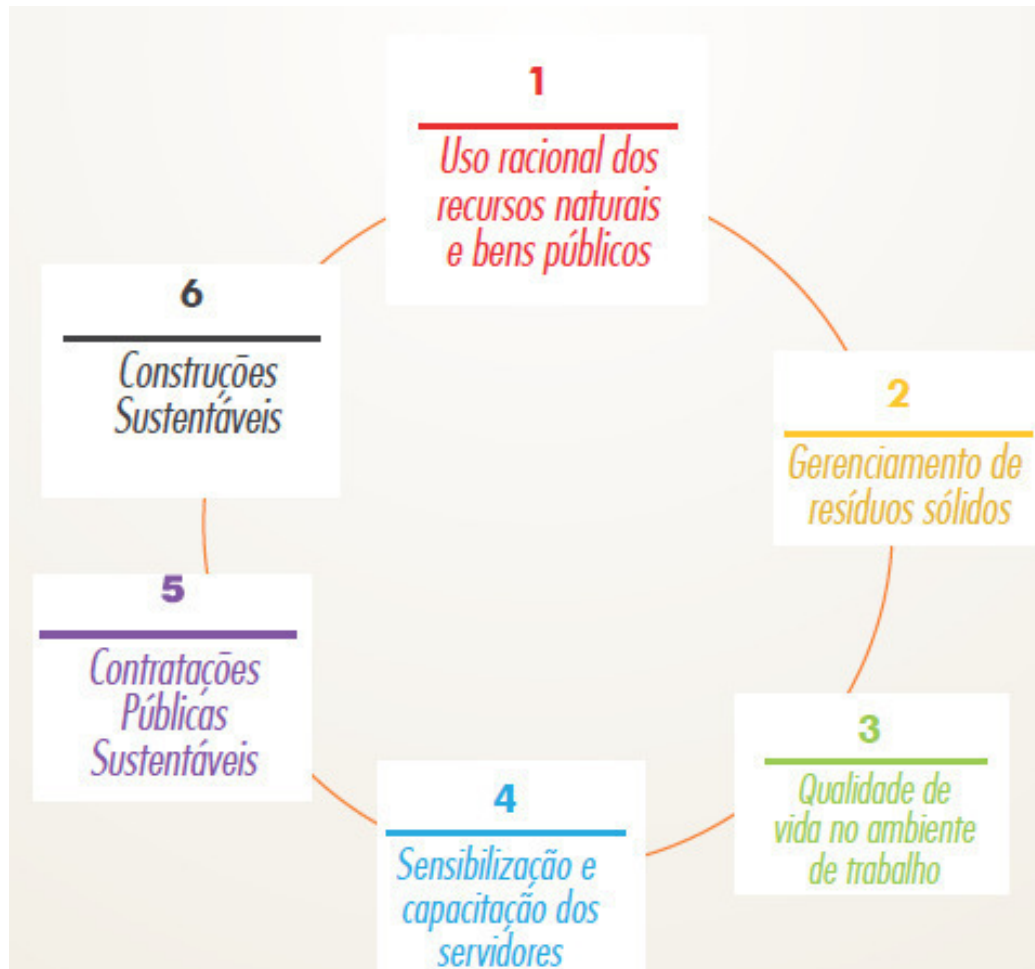 1
Uso racional dos
recursos naturais
e bens públicos
2
Gerenciamento de
resíduos sólidos
3
Qualidade de
vida no ambiente
de trabalho
4
Sensibilização e
capacitação dos
servidores
5
Contratações
Públicas
Sustentáveis
6
Construções
Sustentáveis